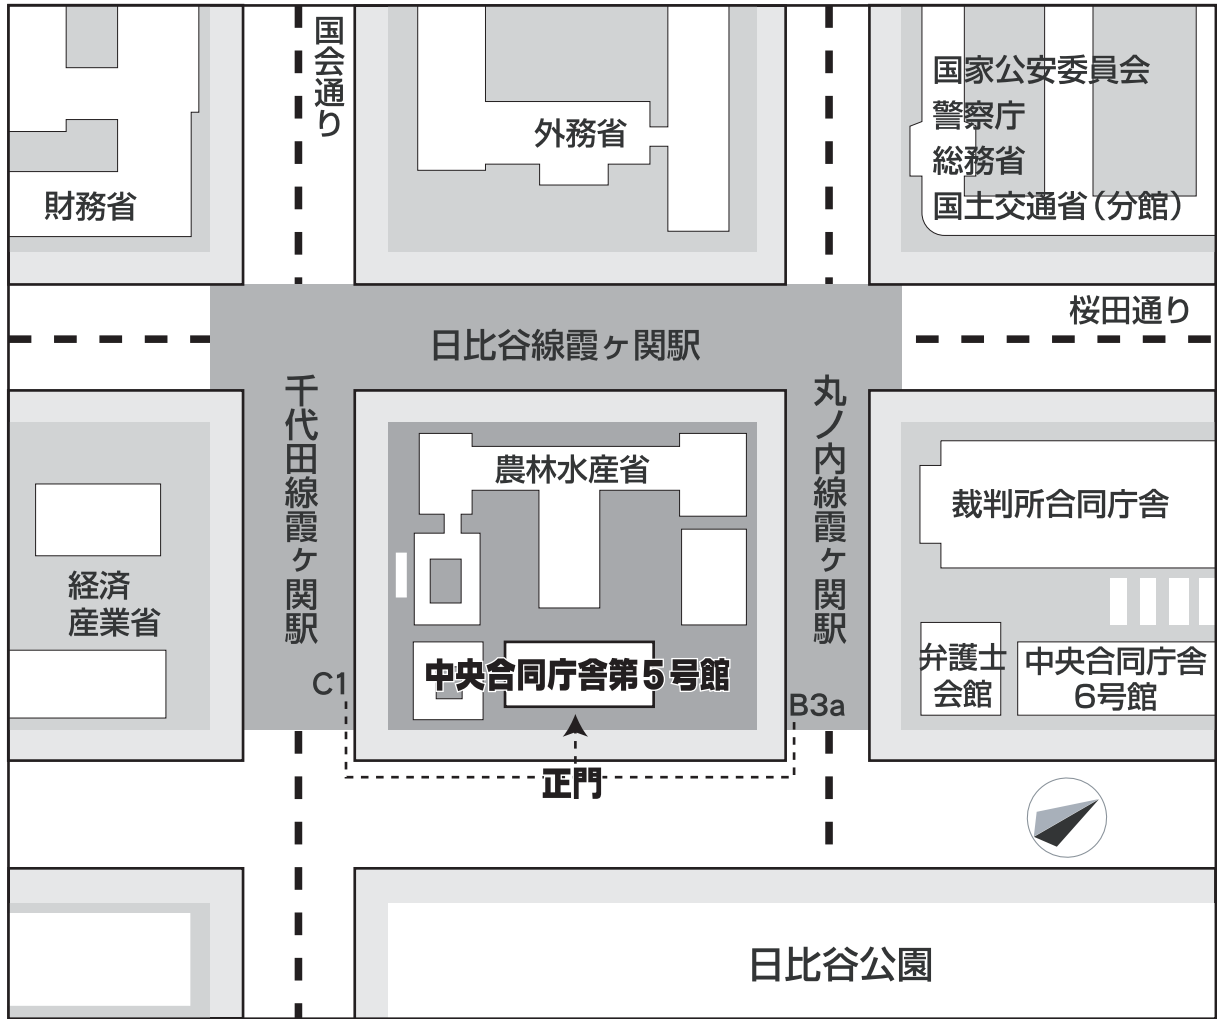 国会通り
外務省
財務省
国家公安委員会
警察庁
総務省
国土交通省（分館）
桜田通り
日比谷線霞ヶ関駅
千代田線霞ヶ関駅
丸ノ内線霞ヶ関駅
農林水産省
裁判所合同庁舎
経済
産業省
中央合同庁舎第５号館
C1
B3a
弁護士
会館
中央合同庁舎
6号館
正門
日比谷公園